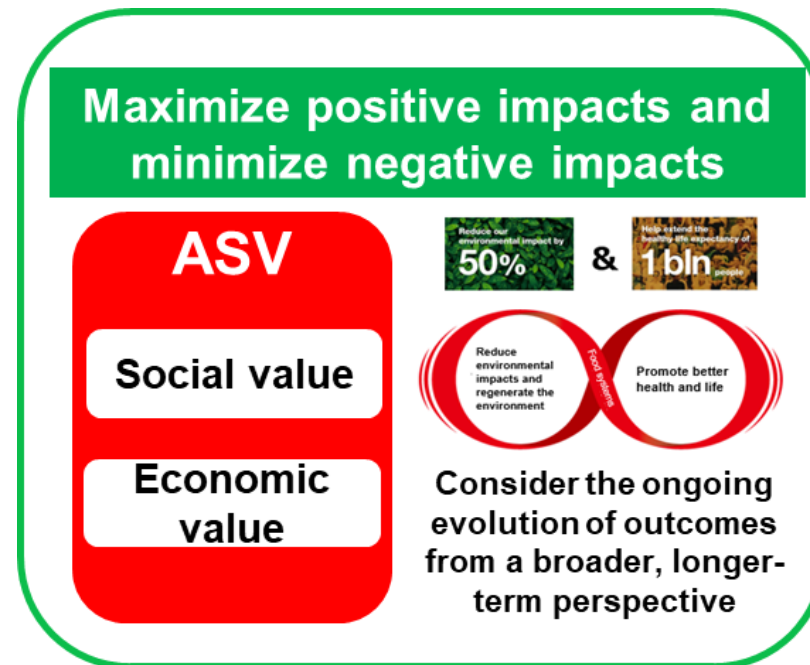 Maximize positive impacts and
minimize negative impacts
ASV
Social value
Economic
value
Reduce our
environmental impact by
50%
&
Help extend the
healthy life expectancy of
1 bln people
Reduce
environmental
impacts and
regenerate the
environment
Food systems
Promote better
health and life
Consider the ongoing
evolution of outcomes
from a broader, longer-
term perspective